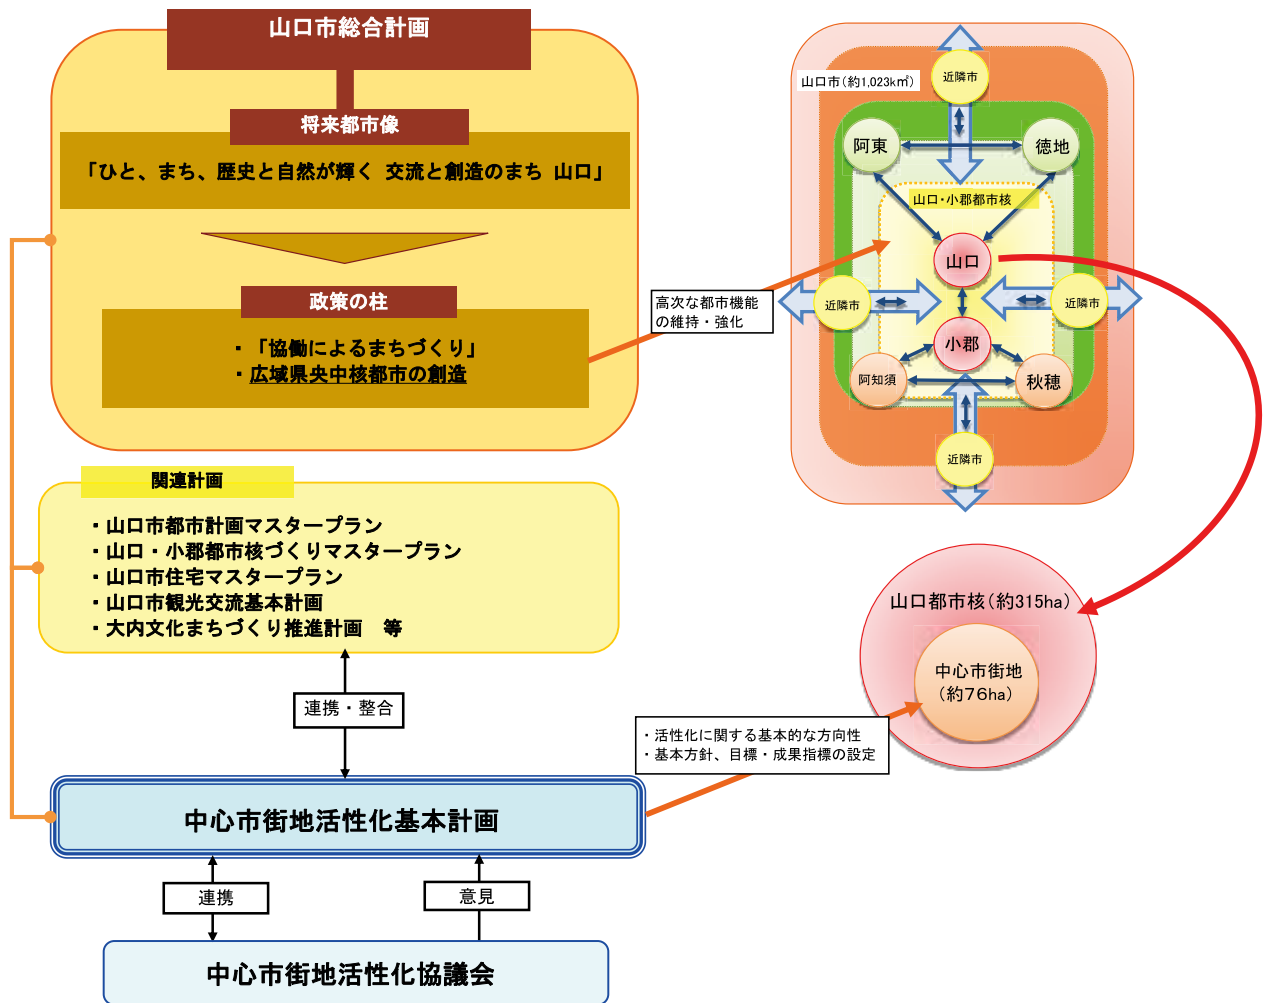 山口市総合計画
将来都市像
「ひと、まち、歴史と自然が輝く 交流と創造のまち 山口」
政策の柱
・「協働によるまちづくり」
・広域県央中核都市の創造
関連計画
・山口市都市計画マスタープラン
・山口・小郡都市核づくりマスタープラン
・山口市住宅マスタープラン
・山口市観光交流基本計画
・大内文化まちづくり推進計画 等
連携・整合
中心市街地活性化基本計画
連携
意見
中心市街地活性化協議会
高次な都市機能
の維持・強化
山口市(約1,023k㎡)
近隣市
阿東
徳地
山口・小郡都市核
山口
近隣市
近隣市
小郡
阿知須
秋穂
近隣市
山口都市核(約315ha)
中心市街地
(約76ha)
・活性化に関する基本的な方向性
・基本方針、目標・成果指標の設定